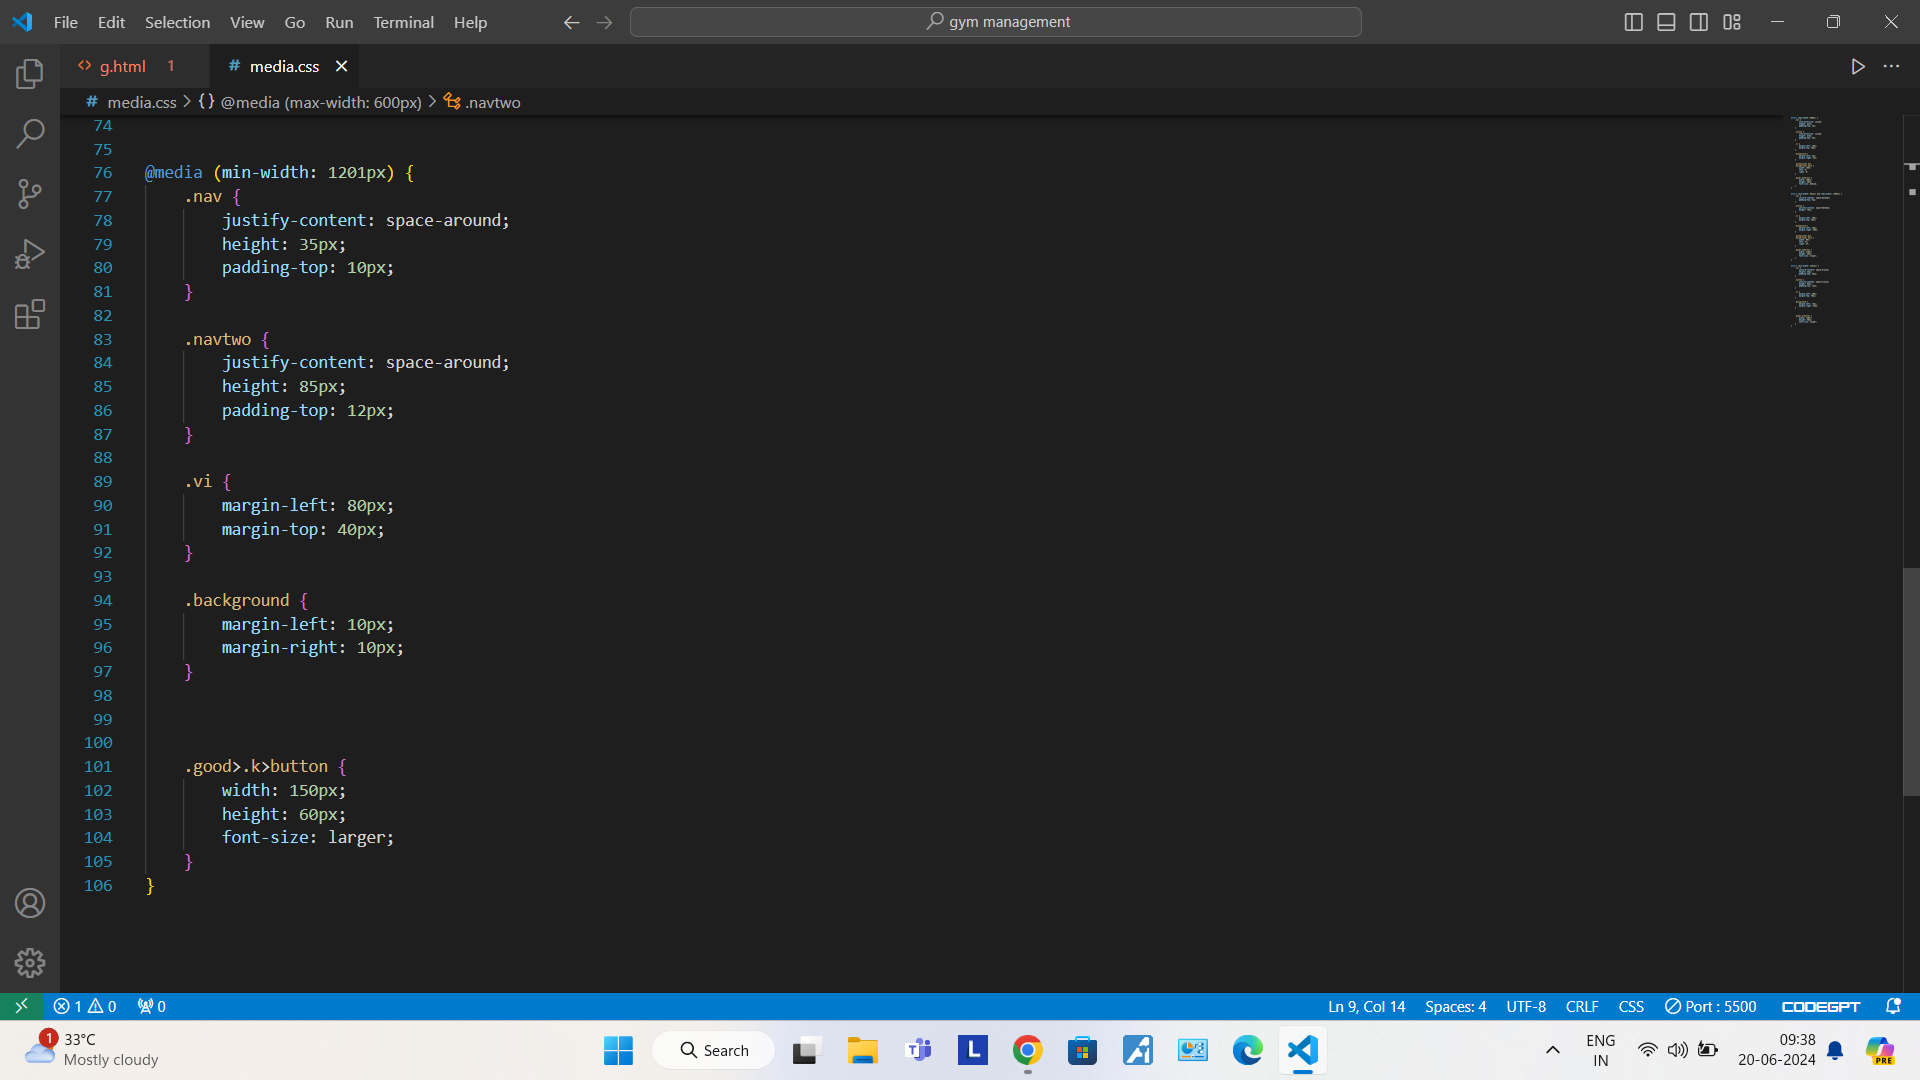 File Edit Selection View Go Run Terminal Help gym management
g.html 1 # media.css
# media.css > {} @media (max-width: 600px) > .navtwo
74
75
76 @media (min-width: 1201px) {
77 .nav {
78 justify-content: space-around;
79 height: 35px;
80 padding-top: 10px;
81 }
82
83 .navtwo {
84 justify-content: space-around;
85 height: 85px;
86 padding-top: 12px;
87 }
88
89 .vi {
90 margin-left: 80px;
91 margin-top: 40px;
92 }
93
94 .background {
95 margin-left: 10px;
96 margin-right: 10px;
97 }
98
99
100
101 .good>.k>button {
102 width: 150px;
103 height: 60px;
104 font-size: larger;
105 }
106 }
1 0 0 Ln 9, Col 14 Spaces: 4 UTF-8 CRLF CSS Port : 5500 CODEGPT
1 33°C
Mostly cloudy
Search
L
ENG
IN
09:38
20-06-2024
PRE